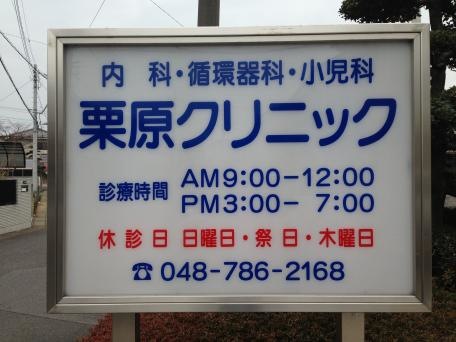 内 科・循環器科・小児科
栗原クリニック
診療時間 AM9:00-12:00
PM3:00- 7:00
休 診 日 日曜日・祭 日・木曜日
☎ 048-786-2168